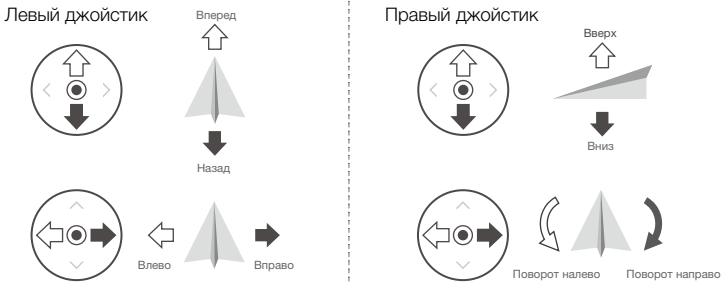 Левый джойстик
Вперед
Назад
Влево
Вправо
Правый джойстик
Вверх
Вниз
Поворот налево
Поворот направо